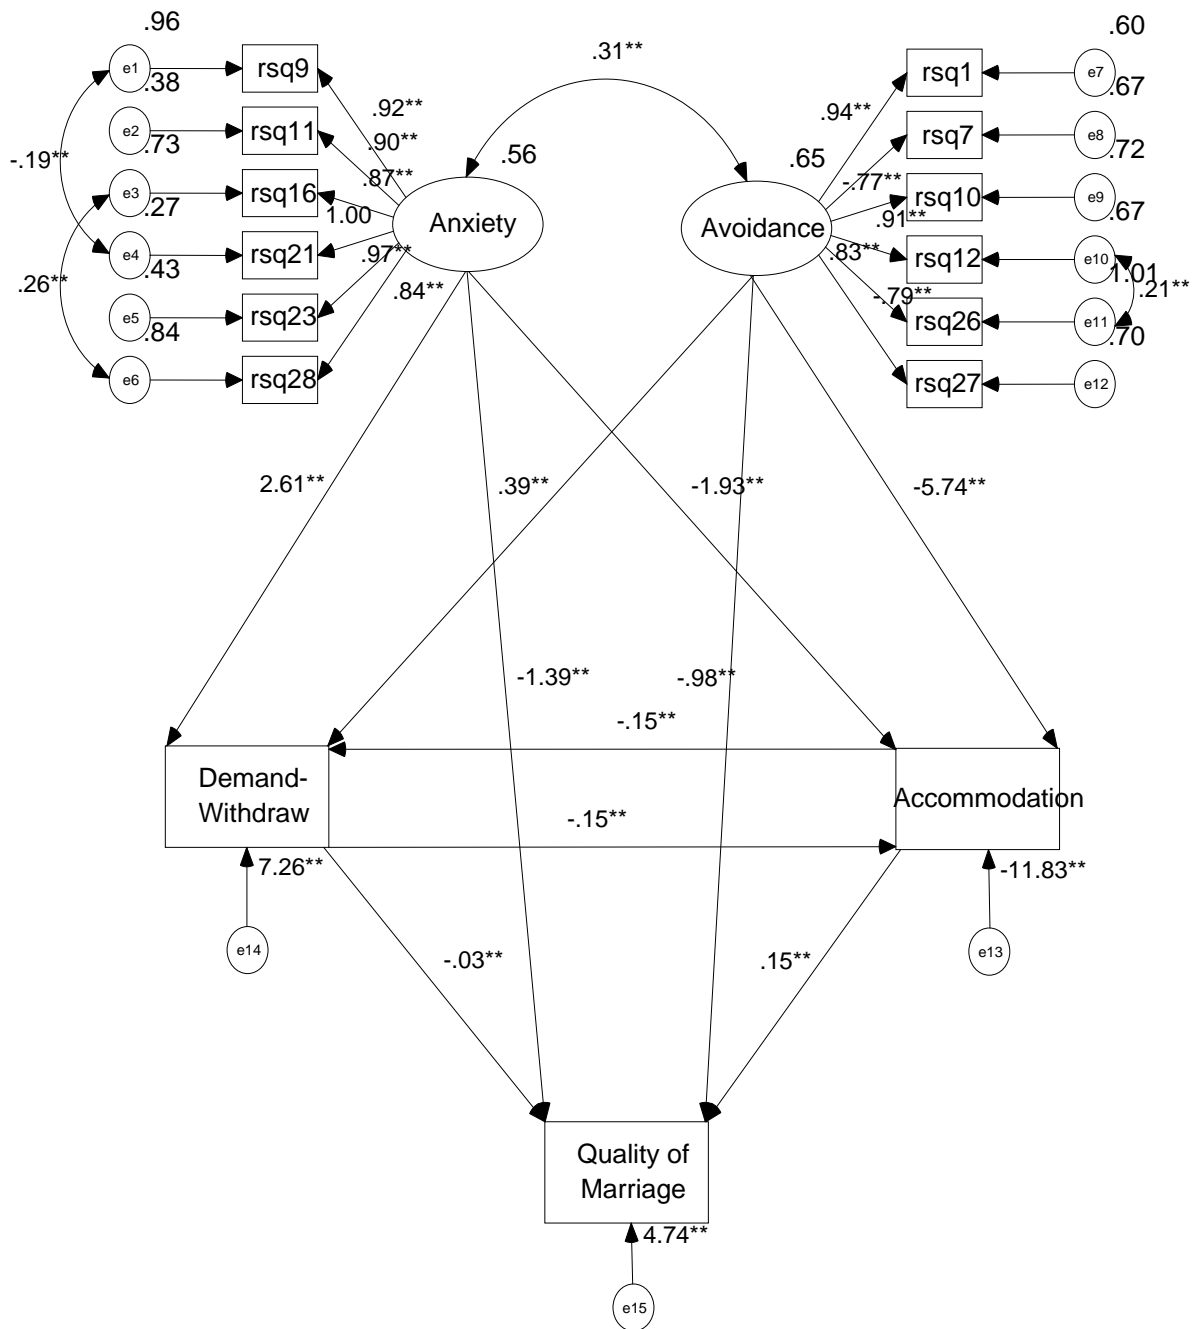 .96
.60
.31**
e1
rsq9
rsq1
e7
.38
.67
.92**
.94**
e2
rsq11
.90**
rsq7
e8
.73
.56
.65
.72
-.19**
.87**
-.77**
e3
rsq16
rsq10
e9
.27
1.00
.91**
.67
Anxiety
Avoidance
e4
rsq21
.97**
.83**
rsq12
e10
.43
1.01
.26**
.84**
-.79**
.21**
e5
rsq23
rsq26
e11
.84
.70
e6
rsq28
rsq27
e12
2.61**
.39**
-1.93**
-5.74**
-1.39**
-.98**
-.15**
Demand-
Withdraw
Accommodation
-.15**
7.26**
-11.83**
e14
-.03**
.15**
e13
Quality of
Marriage
4.74**
e15